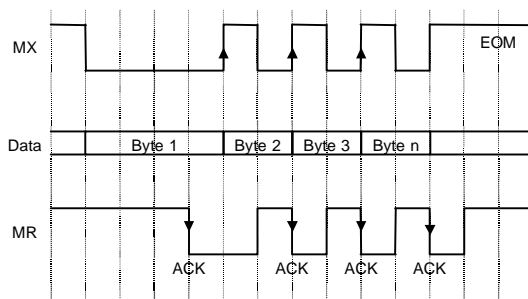 MX
EOM
Data
Byte 1
Byte 2
Byte 3
Byte n
MR
ACK
ACK
ACK
ACK